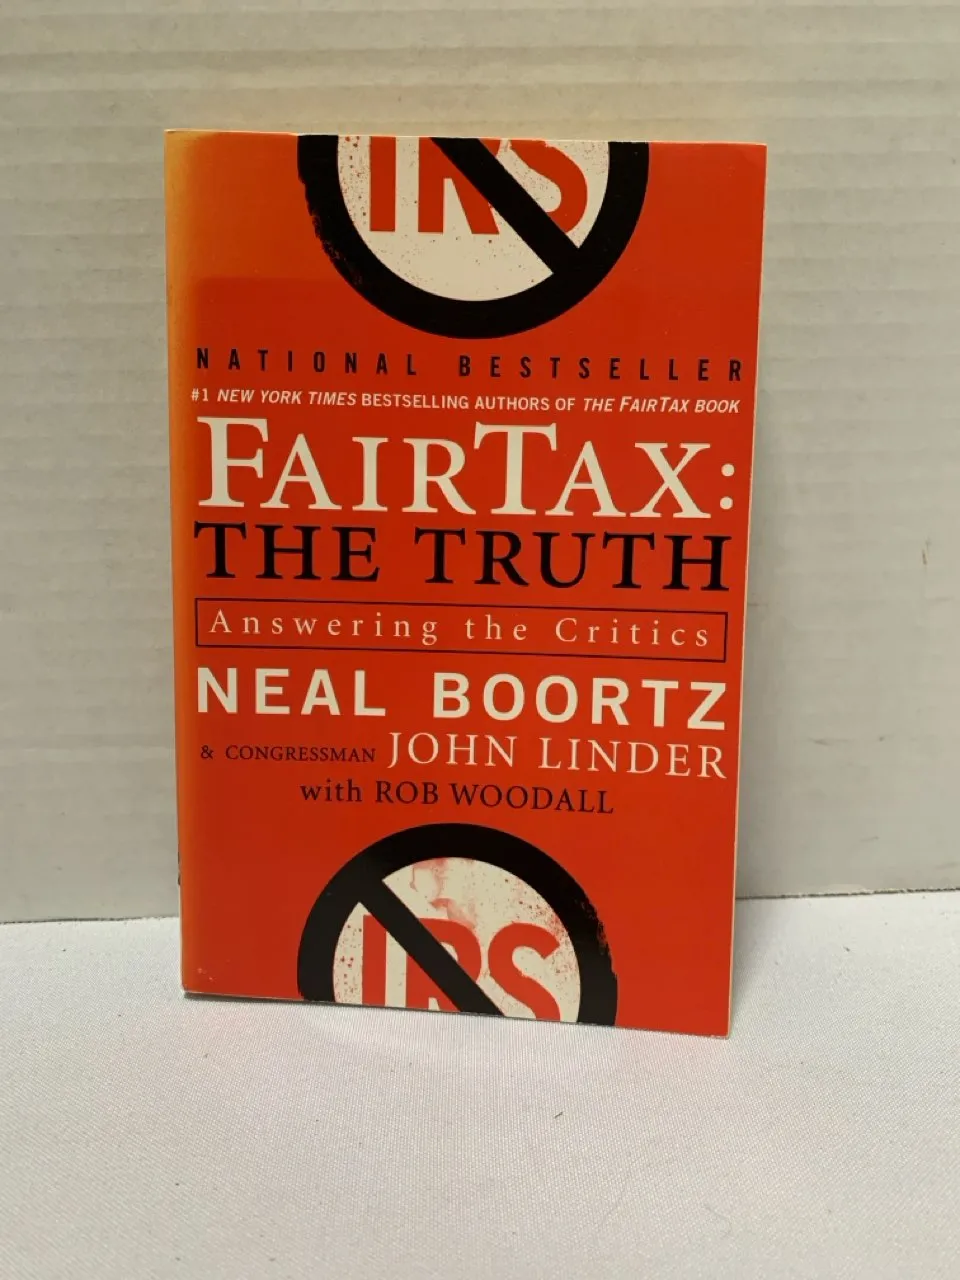 IRS
NATIONAL BESTSELLER
#1 NEW YORK TIMES BESTSELLING AUTHORS OF THE FAIRTAX BOOK
FAIRTAX:
THE TRUTH
Answering the Critics
NEAL BOORTZ
& CONGRESSMAN JOHN LINDER
with ROB WOODALL
IRS